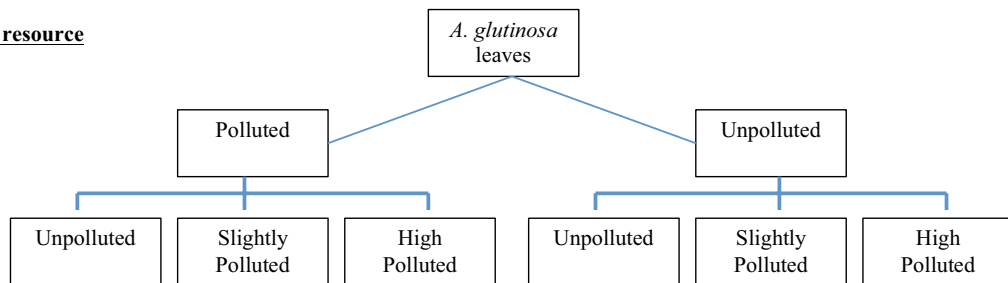 resource
A. glutinosa
leaves
Polluted
Unpolluted
Unpolluted
Slightly
Polluted
High
Polluted
Unpolluted
Slightly
Polluted
High
Polluted